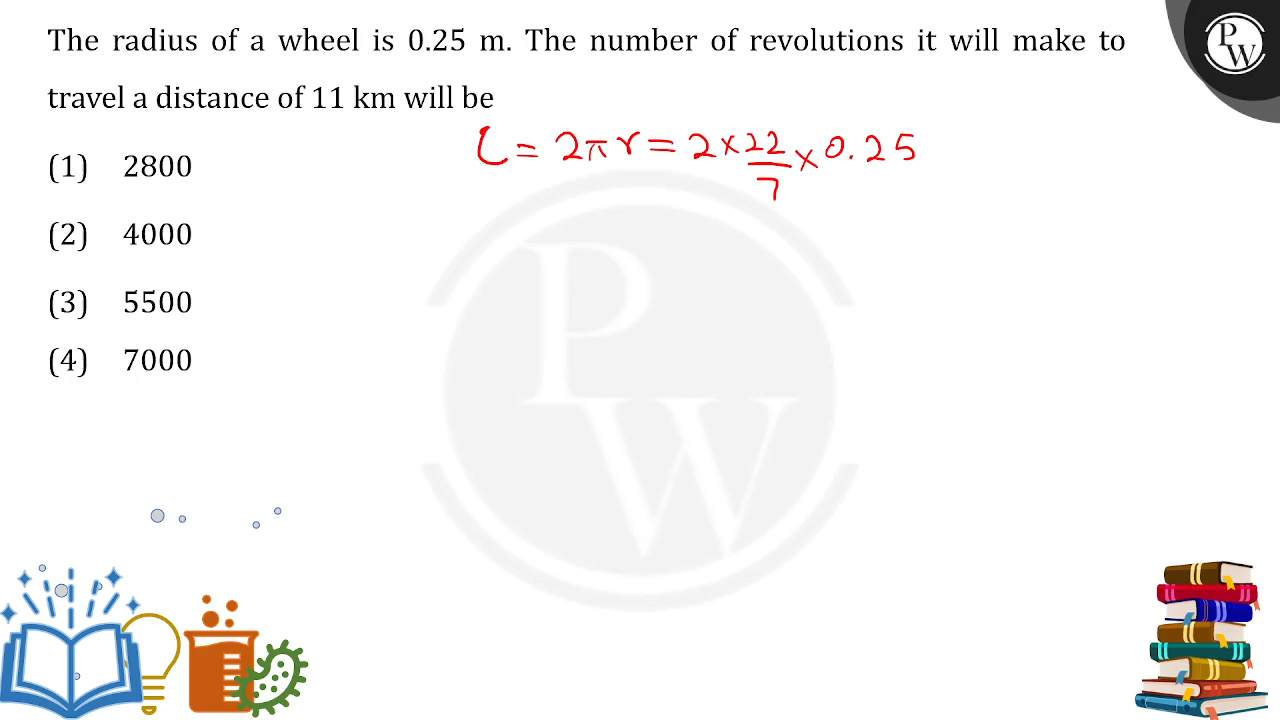 The radius of a wheel is 0.25 m. The number of revolutions it will make to
travel a distance of 11 km will be
C = 2πr = 2 × 22/7 × 0.25
(1) 2800
(2) 4000
(3) 5500
(4) 7000
PW
PW